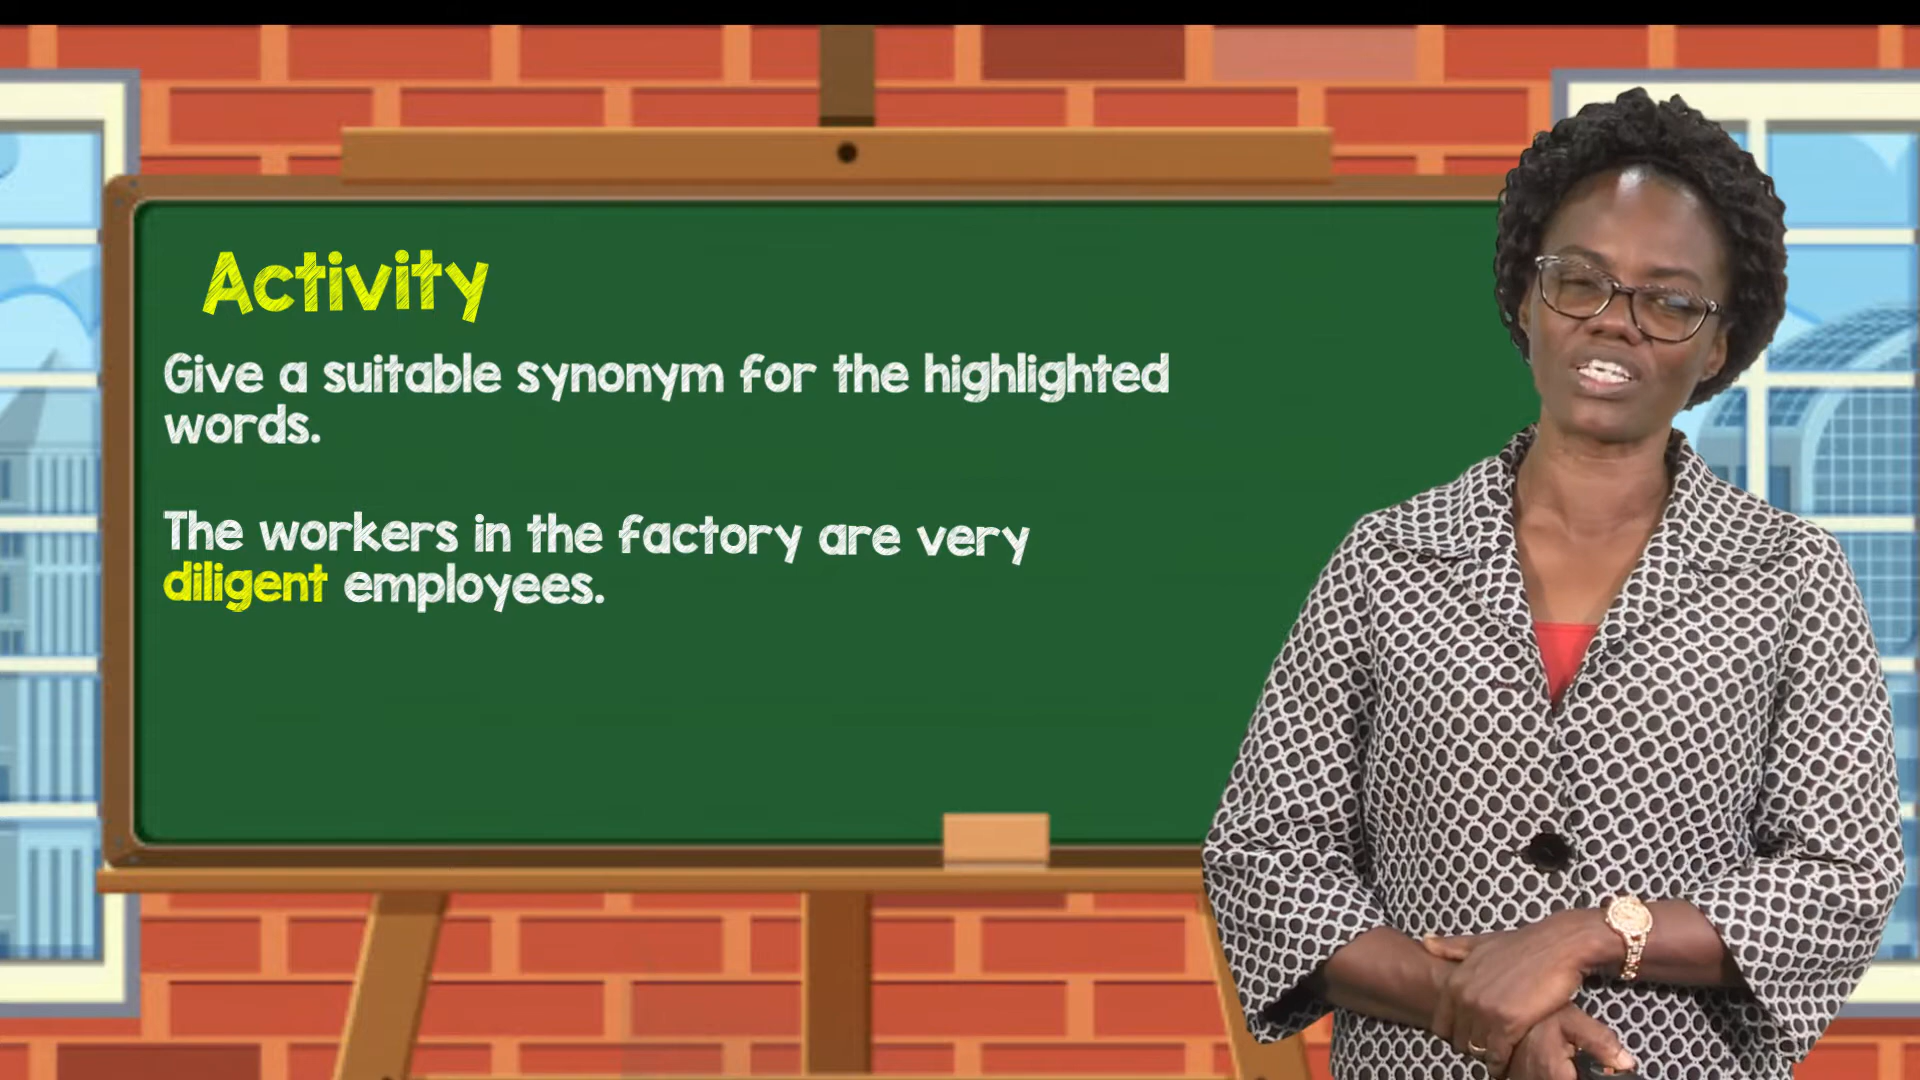 Activity
Give a suitable synonym for the highlighted
words.
The workers in the factory are very
diligent employees.